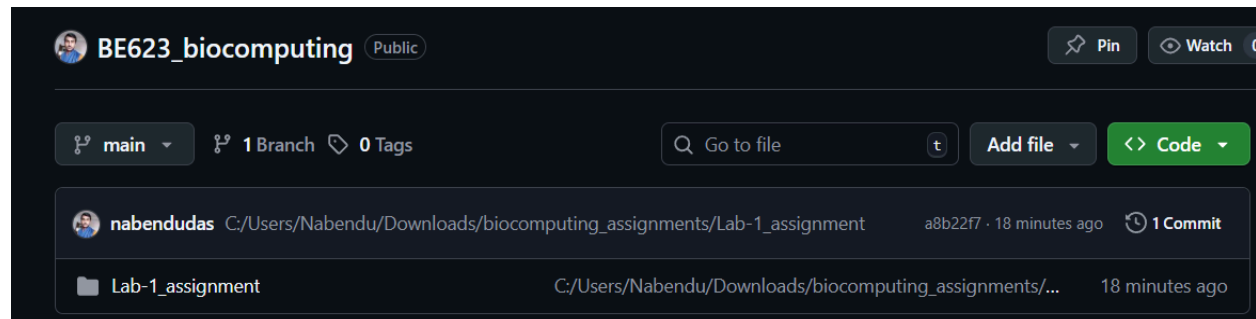 BE623_biocomputing Public Pin Watch
main 1 Branch 0 Tags Go to file t Add file <> Code
nabendudas C:/Users/Nabendu/Downloads/biocomputing_assignments/Lab-1_assignment a8b22f7 · 18 minutes ago 1 Commit
Lab-1_assignment C:/Users/Nabendu/Downloads/biocomputing_assignments/... 18 minutes ago